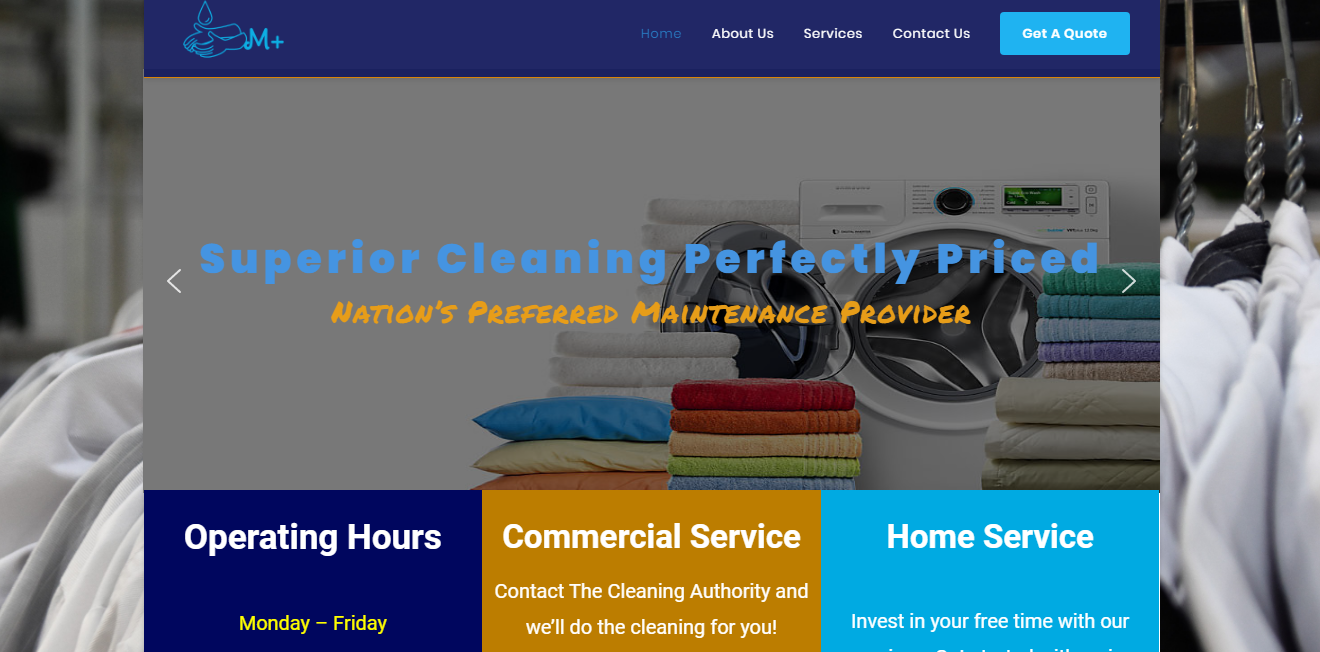 M+
Home
About Us
Services
Contact Us
Get A Quote
Superior Cleaning Perfectly Priced
Nation's Preferred Maintenance Provider
Operating Hours
Commercial Service
Home Service
Contact The Cleaning Authority and
we'll do the cleaning for you!
Monday – Friday
Invest in your free time with our